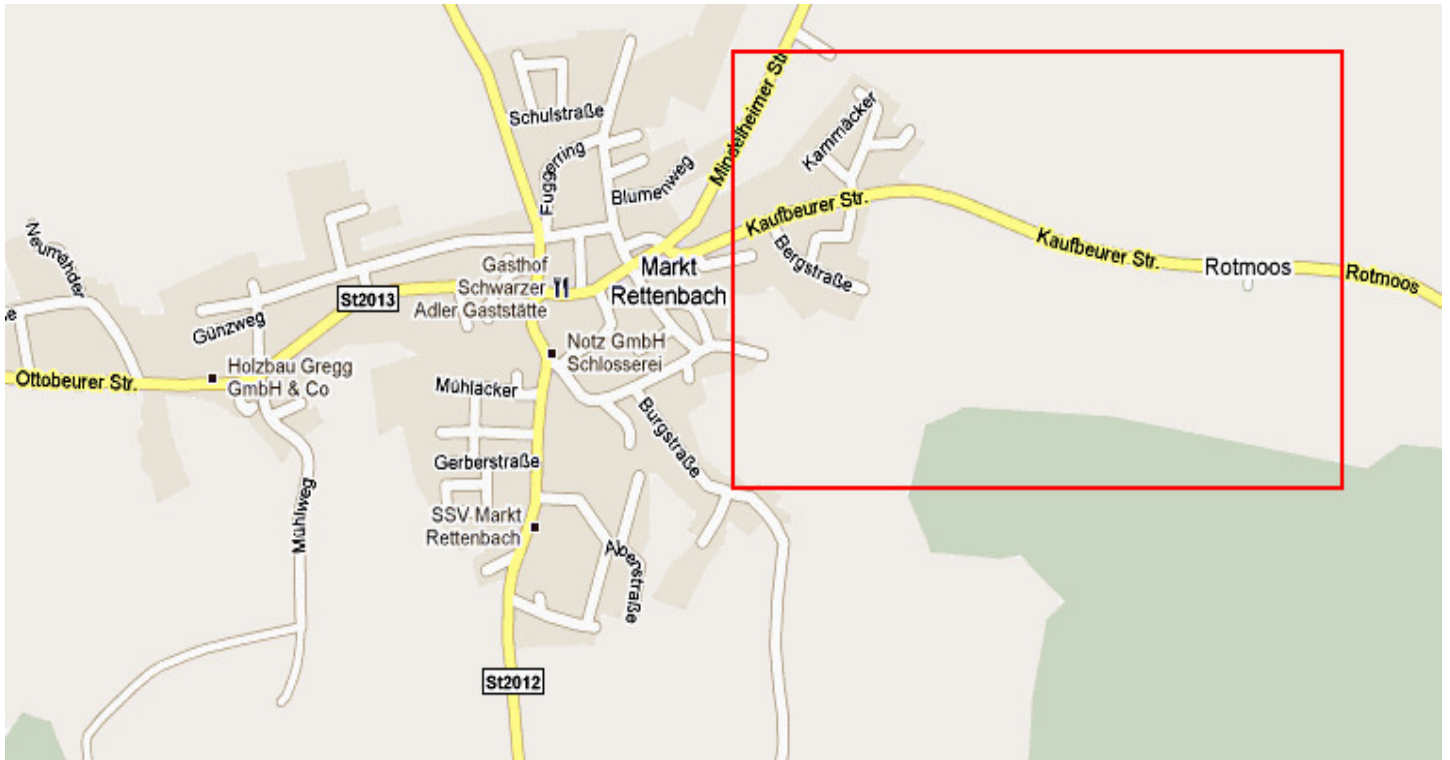 Schulstraße
Fuggerring
Blumenweg
Mindelheimer Str.
Kammäcker
Kaufbeurer Str.
Bergstraße
Kaufbeurer Str.
Rotmoos
Rotmoos
Neumähder
Günzweg
St2013
Gasthof
Schwarzer
Adler Gaststätte
Markt
Rettenbach
Notz GmbH
Schlosserei
Ottobeurer Str.
Holzbau Gregg
GmbH & Co
Mühläcker
Gerberstraße
Burgstraße
Mühlweg
SSV Markt
Rettenbach
Alpenstraße
St2012